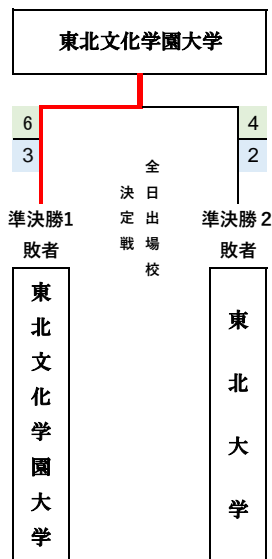 東北文化学園大学
6
4
3
2
全日出場校
決定戦
準決勝1
敗者
準決勝２
敗者
東北文化学園大学
東北大学